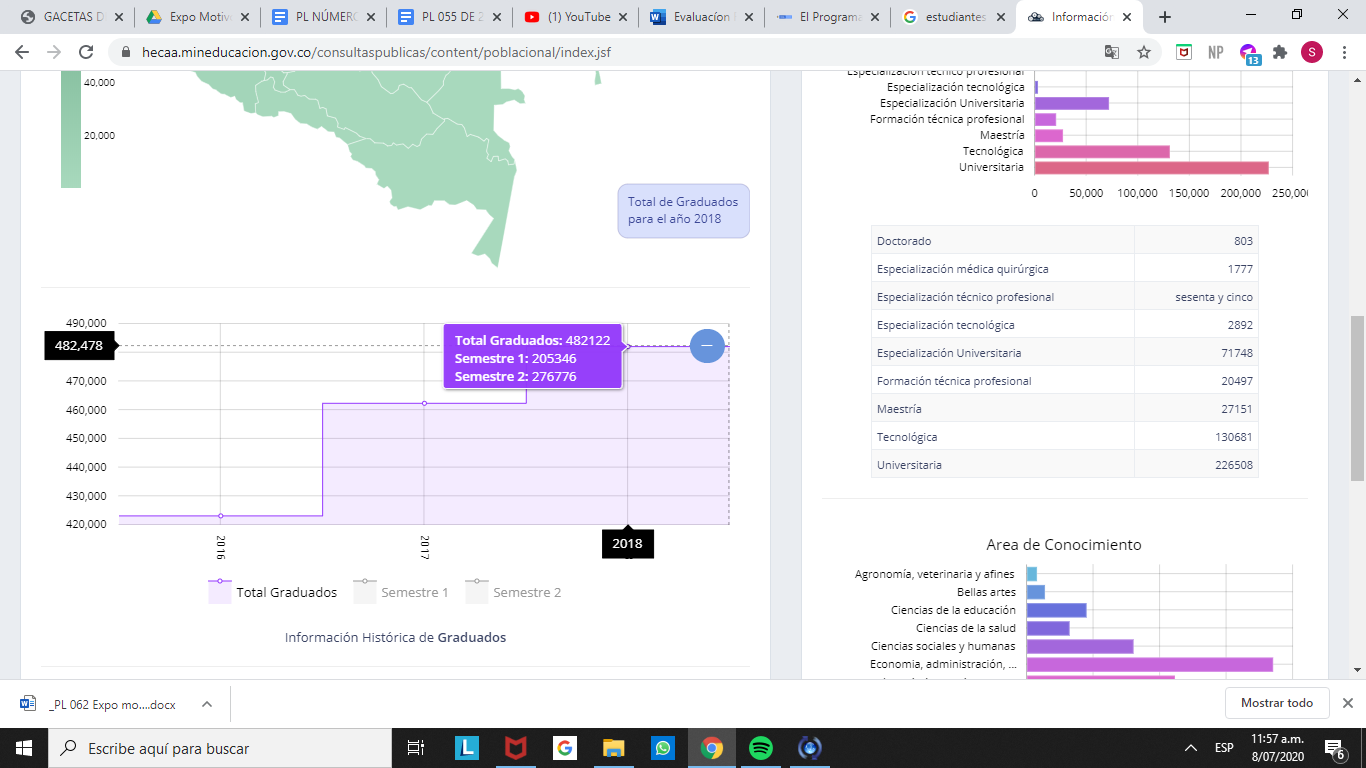 GACETAS D
Expo Motiv
PL NÚMER
PL 055 DE 2
(1) YouTube
Evaluacíon
El Programa
estudiantes
Información
hecaa.mineducacion.gov.co/consultaspublicas/content/poblacional/index.jsf
NP
13
S
40,000
20,000
Total de Graduados
para el año 2018
490,000
482,478
470,000
460,000
450,000
440,000
430,000
420,000
Total Graduados: 482122
Semestre 1: 205346
Semestre 2: 276776
2016
2017
2018
Total Graduados
Semestre 1
Semestre 2
Información Histórica de Graduados
Especialización técnico profesional
Especialización tecnológica
Especialización Universitaria
Formación técnica profesional
Maestría
Tecnológica
Universitaria
0 50,000 100,000 150,000 200,000 250,00
Doctorado 803
Especialización médica quirúrgica 1777
Especialización técnico profesional sesenta y cinco
Especialización tecnológica 2892
Especialización Universitaria 71748
Formación técnica profesional 20497
Maestría 27151
Tecnológica 130681
Universitaria 226508
Area de Conocimiento
Agronomía, veterinaria y afines
Bellas artes
Ciencias de la educación
Ciencias de la salud
Ciencias sociales y humanas
Economia, administración, ...
_PL 062 Expo mo....docx
Mostrar todo
Escribe aquí para buscar
L
ESP
11:57 a.m.
8/07/2020
6